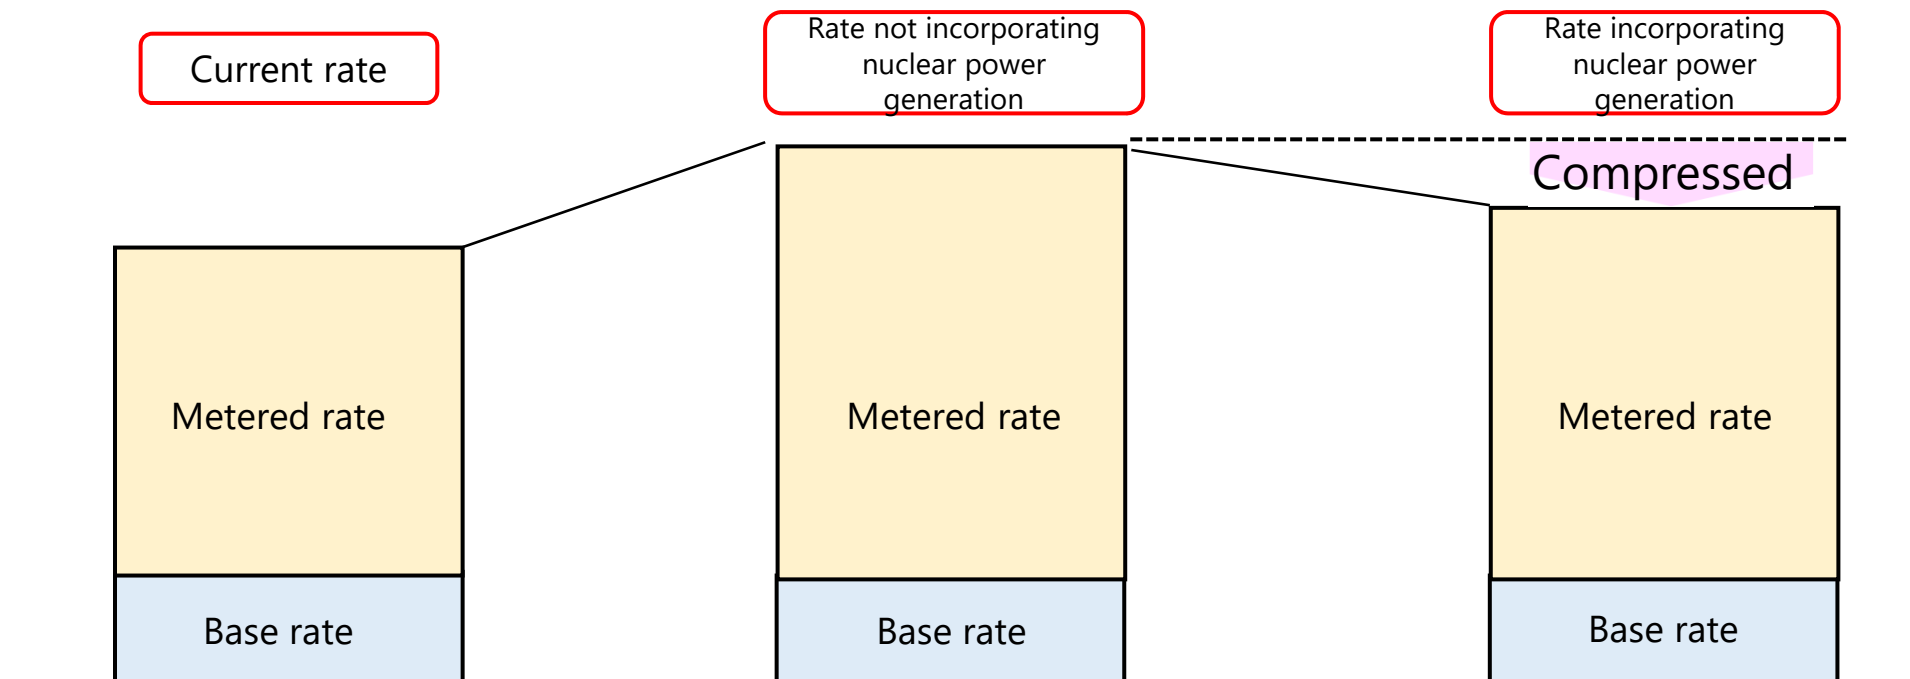 Current rate
Rate not incorporating
nuclear power
generation
Rate incorporating
nuclear power
generation
Compressed
Metered rate
Metered rate
Metered rate
Base rate
Base rate
Base rate